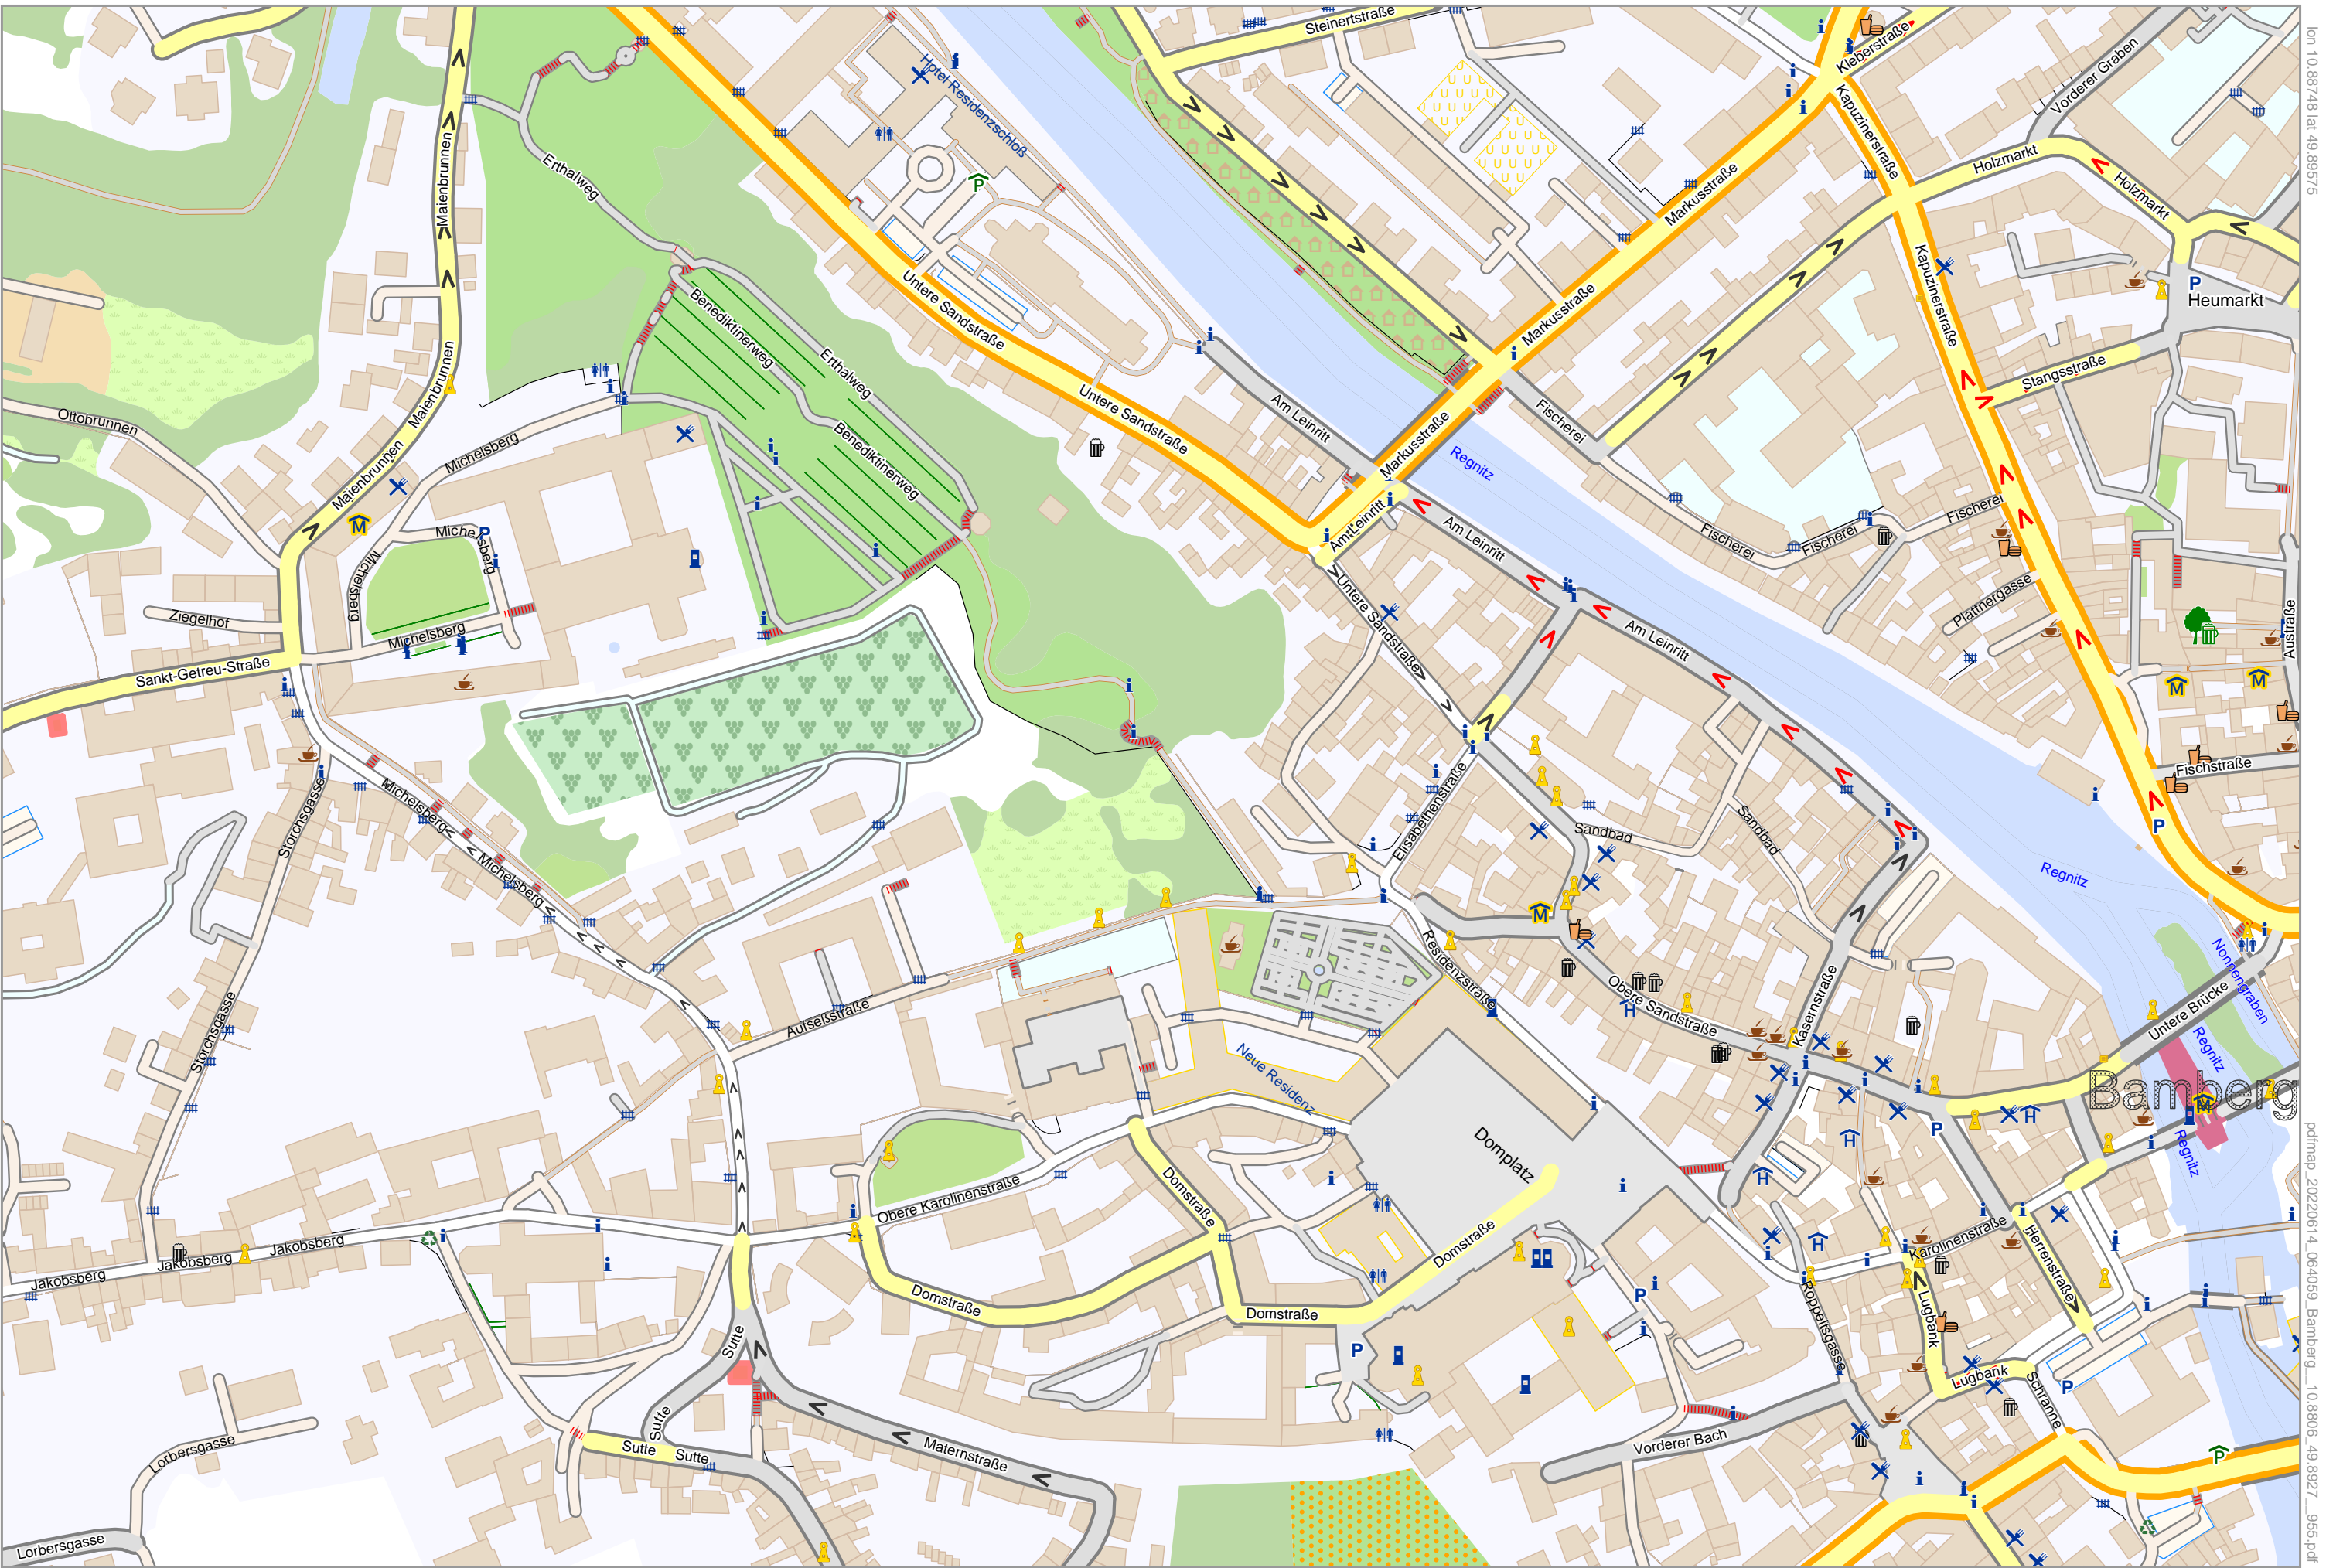 Steinertstraße
Kleberstraße
Vorderer Graben
lon 10.88748 lat 49.89575
Hotel Residenzschloß
Kapuzinerstraße
Maienbrunnen
Erthalweg
Markusstraße
Holzmarkt
Holzmarkt
Untere Sandstraße
Kapuzinerstraße
P
P
Heumarkt
Benediktinerweg
Erthalweg
Markusstraße
Maienbrunnen
Stangsstraße
Ottobrunnen
Untere Sandstraße
Am Leinritt
Fischerei
Markusstraße
Michelsberg
Benediktinerweg
Regnitz
Maienbrunnen
Michelsberg
P
Am Leinritt
Am Leinritt
Fischerei
Fischerei
Fischerei
M
Michelsberg
Untere Sandstraße
Plattnergasse
Austraße
Ziegelhof
Michelsberg
Am Leinritt
Sankt-Getreu-Straße
M
M
Fischstraße
Michelsberg
Storchsgasse
Elisabethenstraße
Sandbad
Sandbad
P
Michelsberg
Regnitz
M
Residenzstraße
Nonnengraben
Storchsgasse
Aufseßstraße
Obere Sandstraße
H
Kasernstraße
Untere Brücke
Regnitz
Neue Residenz
Bamberg
M
Domplatz
P
H
H
H
Regnitz
Obere Karolinenstraße
Domstraße
Domstraße
Karolinenstraße
Herrenstraße
H
Jakobsberg
Jakobsberg
Jakobsberg
Domstraße
Domstraße
P
Roppeltsgasse
Lugbank
Sutte
P
Lugbank
Schranne
P
Sutte
Sutte
Sutte
Maternstraße
Vorderer Bach
Lorbersgasse
P
Lorbersgasse
pdfmap_20220614_064059_Bamberg__10.8806_49.8927__955.pdf